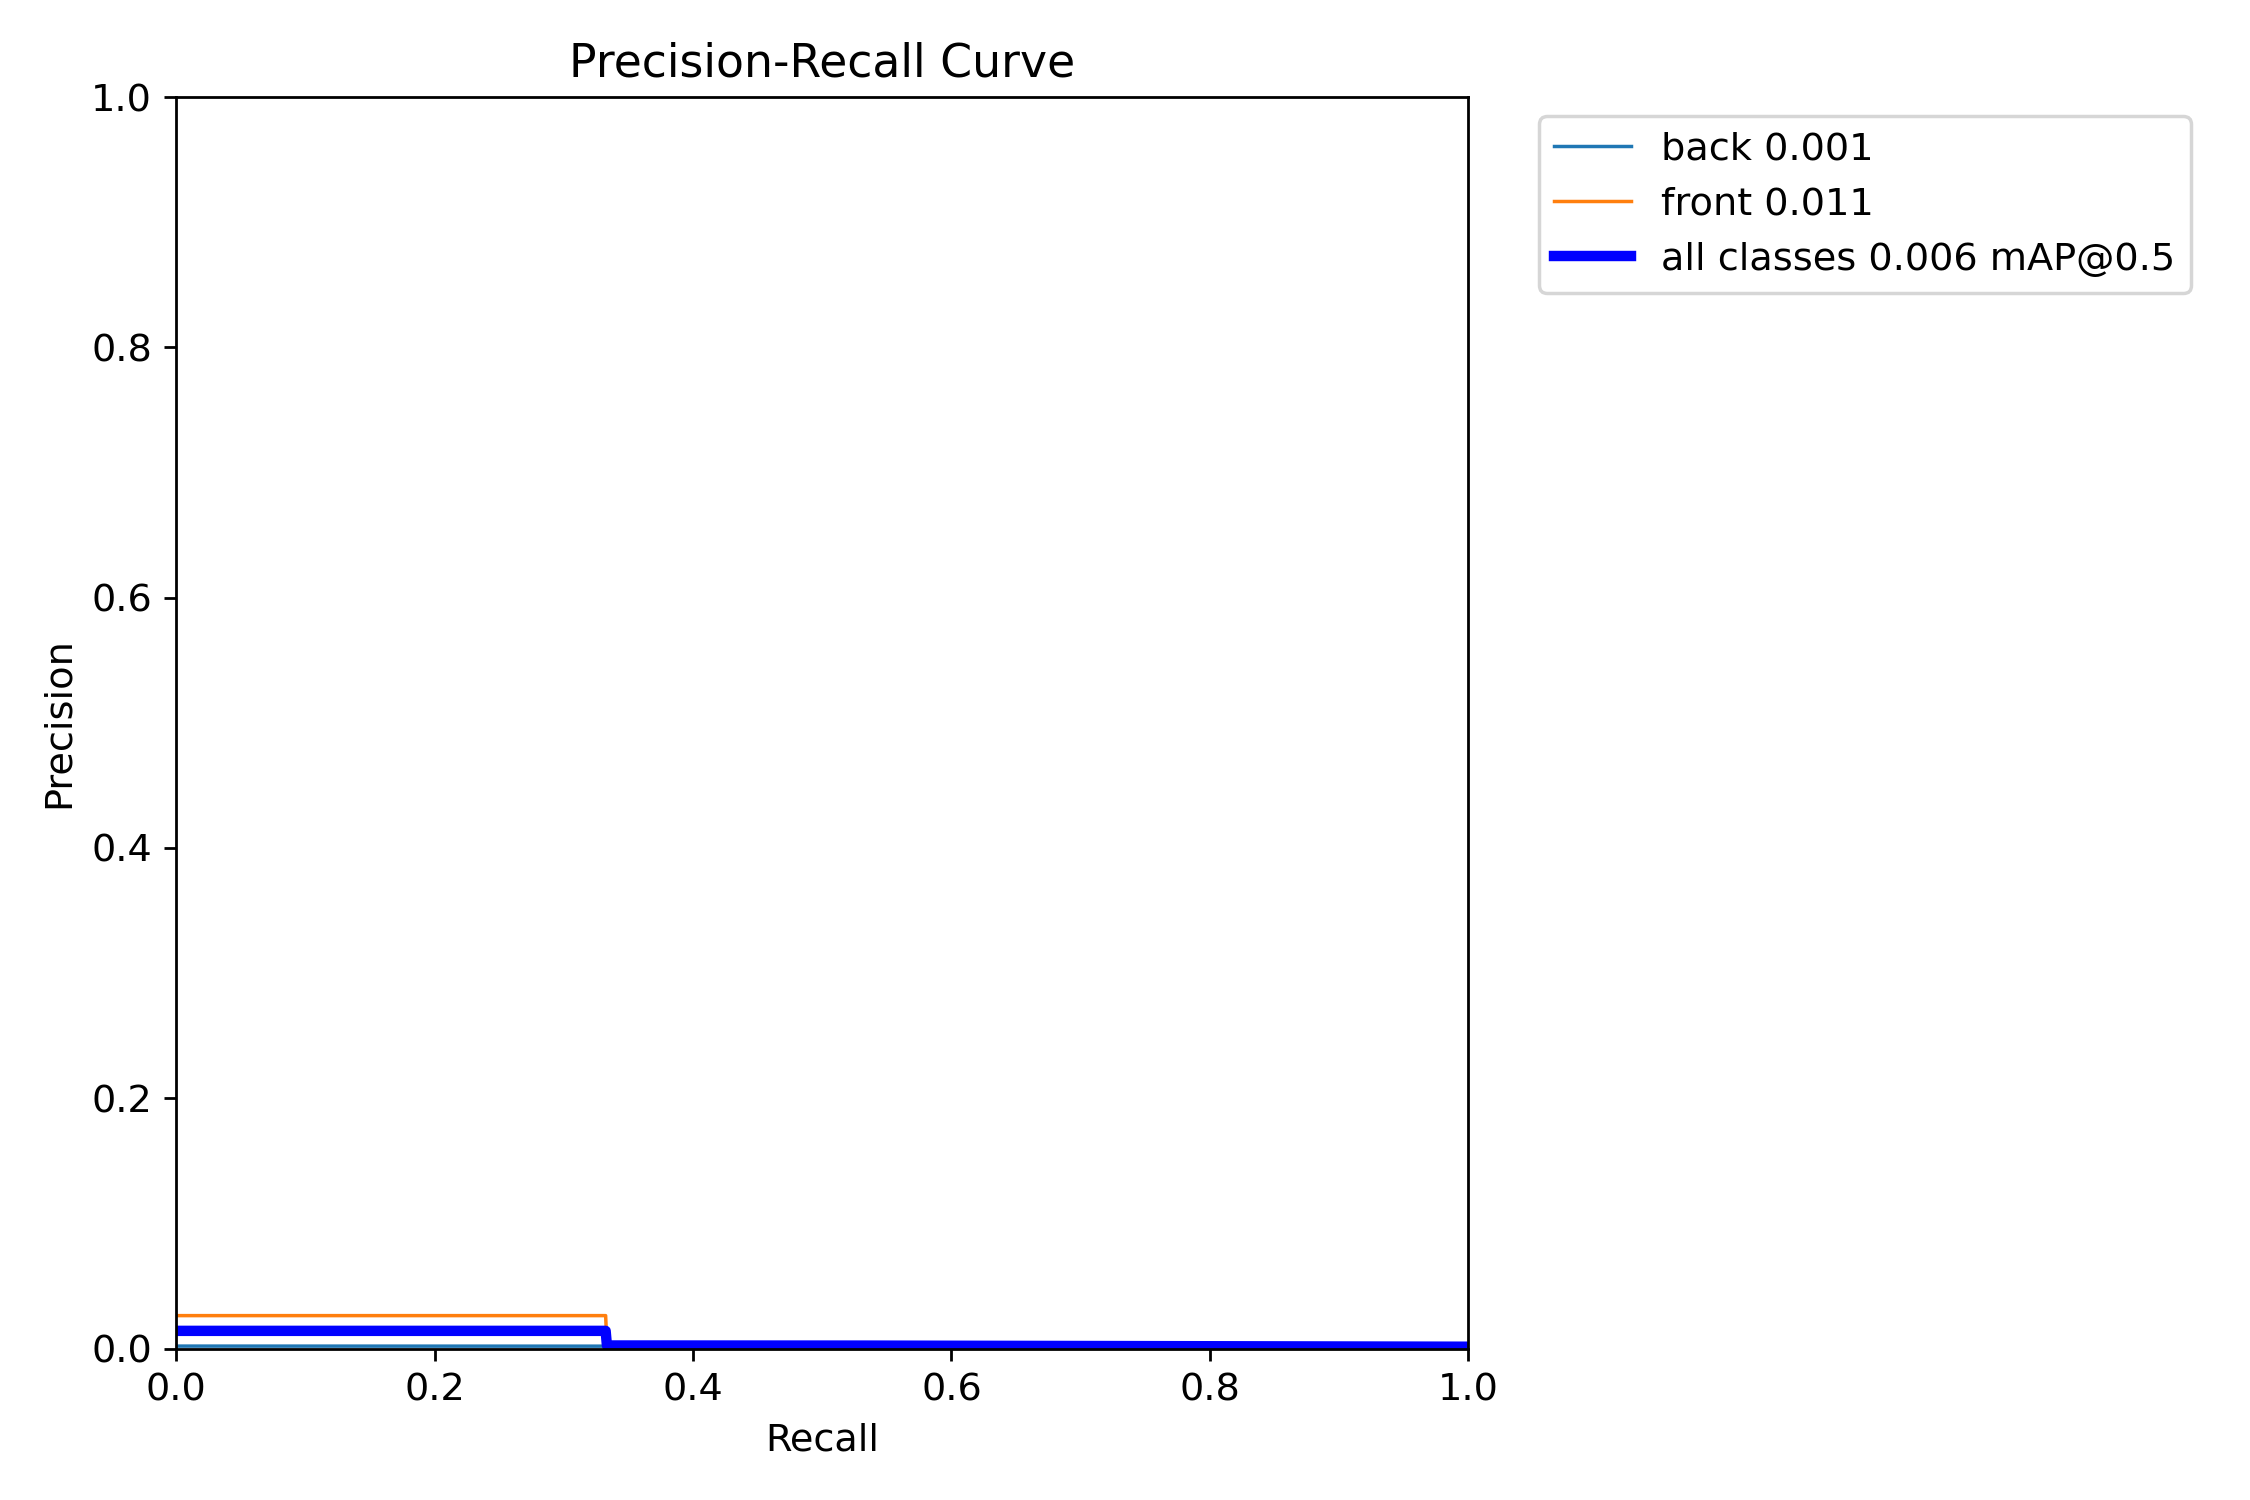 Precision-Recall Curve
1.0
0.8
0.6
0.4
0.2
0.0
Precision
0.0 0.2 0.4 0.6 0.8 1.0
Recall
back 0.001
front 0.011
all classes 0.006 mAP@0.5